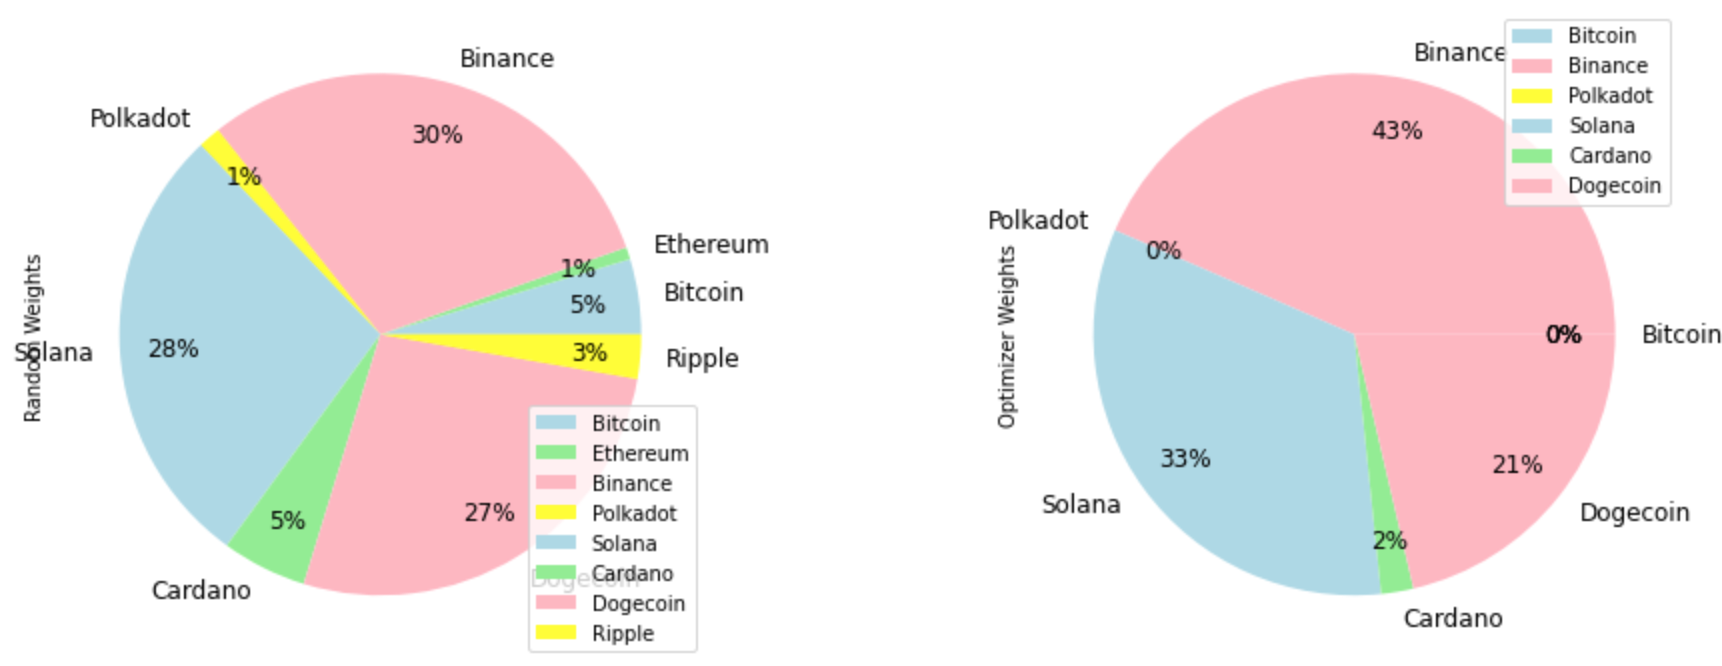 Random Weights
Binance
Polkadot
30%
1%
Ethereum
1%
Bitcoin
5%
Solana
28%
3%
Ripple
27%
5%
Cardano
Dogecoin
Bitcoin
Ethereum
Binance
Polkadot
Solana
Cardano
Dogecoin
Ripple
Optimizer Weights
Binance
43%
Polkadot
0%
0%
Bitcoin
33%
21%
Solana
Dogecoin
2%
Cardano
Bitcoin
Binance
Polkadot
Solana
Cardano
Dogecoin